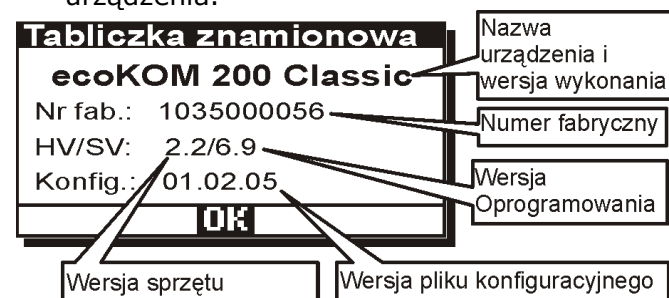 urządzenia:
Tabliczka znamionowa
ecoKOM 200 Classic
Nr fab.: 1035000056
HV/SV: 2.2/6.9
Konfig.: 01.02.05
OK
Nazwa
urządzenia i
wersja wykonania
Numer fabryczny
Wersja
Oprogramowania
Wersja sprzętu
Wersja pliku konfiguracyjnego